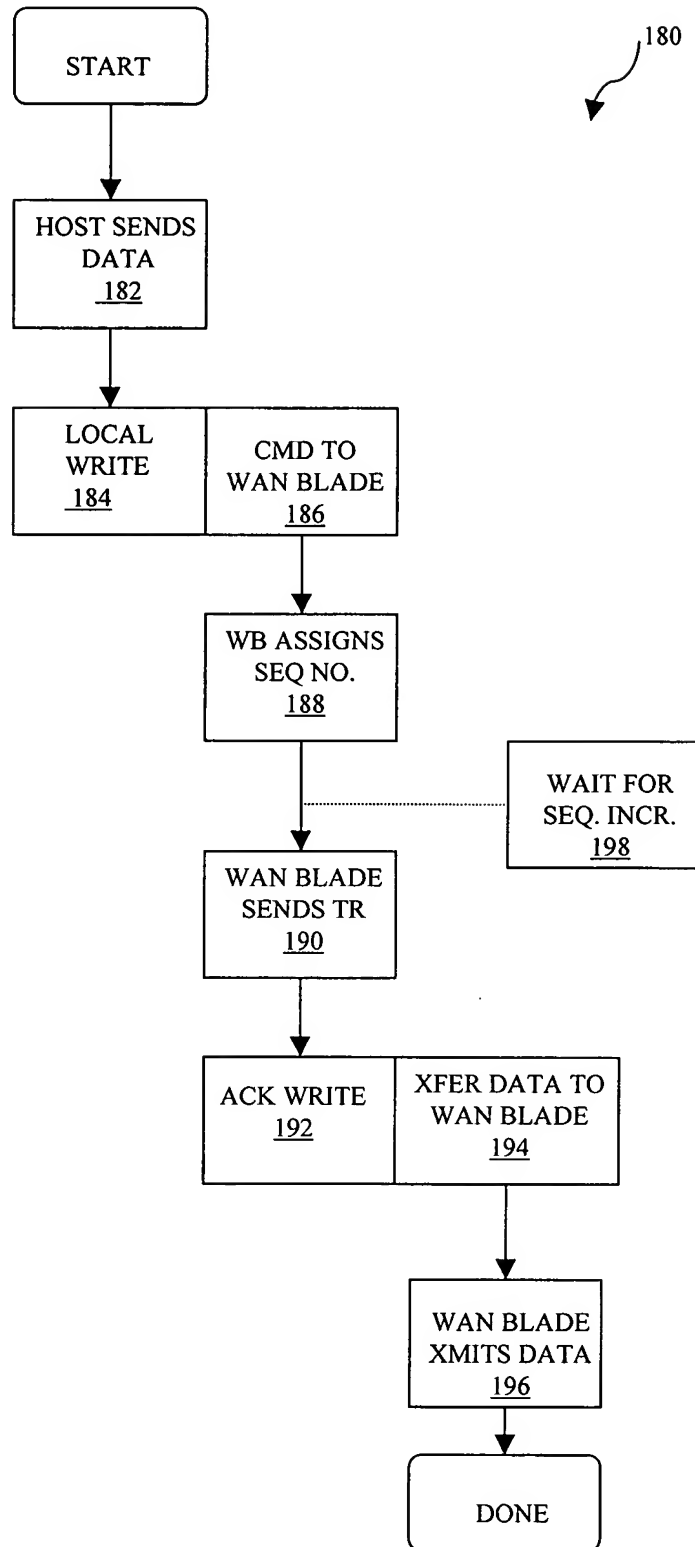 180
START
HOST SENDS
DATA
182
LOCAL
WRITE
184
CMD TO
WAN BLADE
186
WB ASSIGNS
SEQ NO.
188
WAIT FOR
SEQ. INCR.
198
WAN BLADE
SENDS TR
190
ACK WRITE
192
XFER DATA TO
WAN BLADE
194
WAN BLADE
XMITS DATA
196
DONE